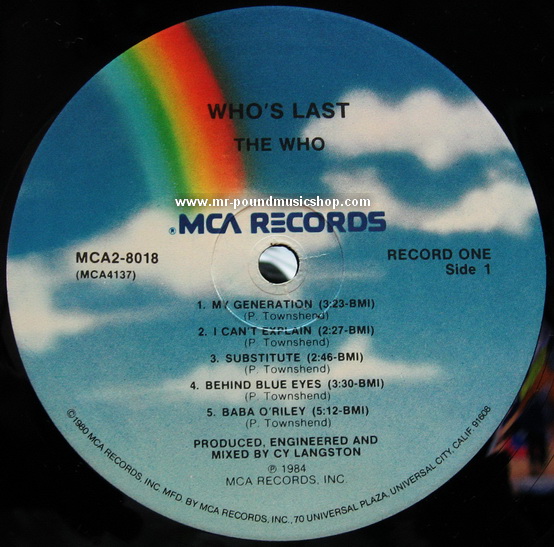 WHO'S LAST
THE WHO
www.mr-poundmusicshop.com
® MCA RECORDS
MCA2-8018
(MCA4137)
RECORD ONE
Side 1
1. MY GENERATION (3:23-BMI)
(P. Townshend)
2. I CAN'T EXPLAIN (2:27-BMI)
(P. Townshend)
3. SUBSTITUTE (2:46-BMI)
(P. Townshend)
4. BEHIND BLUE EYES (3:30-BMI)
(P. Townshend)
5. BABA O'RILEY (5:12-BMI)
(P. Townshend)
PRODUCED, ENGINEERED AND
MIXED BY CY LANGSTON
℗ 1984
MCA RECORDS, INC.
©1980 MCA RECORDS, INC. MFD. BY MCA RECORDS, INC., 70 UNIVERSAL PLAZA, UNIVERSAL CITY, CALIF. 91608